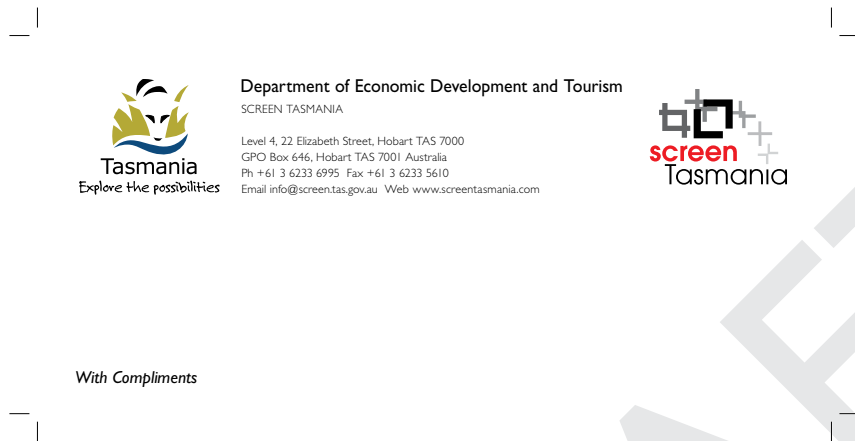 Tasmania
Explore the possibilities
Department of Economic Development and Tourism
SCREEN TASMANIA
Level 4, 22 Elizabeth Street, Hobart TAS 7000
GPO Box 646, Hobart TAS 7001 Australia
Ph +61 3 6233 6995  Fax +61 3 6233 5610
Email info@screen.tas.gov.au  Web www.screentasmania.com
screen
Tasmania
With Compliments